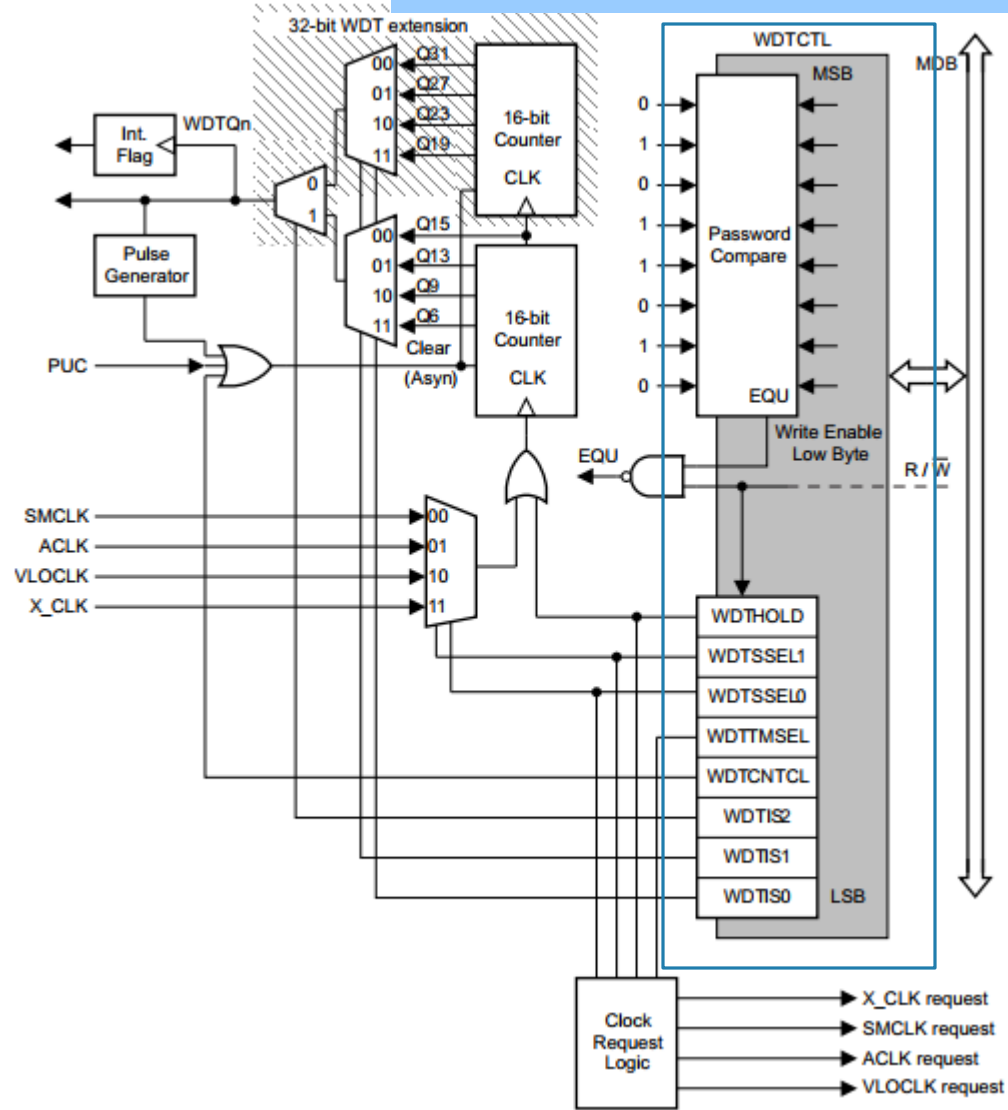 32-bit WDT extension
WDTCTL
MDB
MSB
00
Q31
01
Q27
10
Q23
11
Q19
16-bit
Counter
CLK
Int.
Flag
WDTQn
0
1
0
1
0
1
1
0
1
0
Password
Compare
EQU
Pulse
Generator
00
Q15
01
Q13
10
Q9
11
Q6
16-bit
Counter
CLK
PUC
Clear
(Asyn)
Write Enable
Low Byte
EQU
R / W̅
SMCLK
00
ACLK
01
VLOCLK
10
X_CLK
11
WDTHOLD
WDTSSEL1
WDTSSEL0
WDTTMSEL
WDTCNTCL
WDTIS2
WDTIS1
WDTIS0
LSB
Clock
Request
Logic
X_CLK request
SMCLK request
ACLK request
VLOCLK request